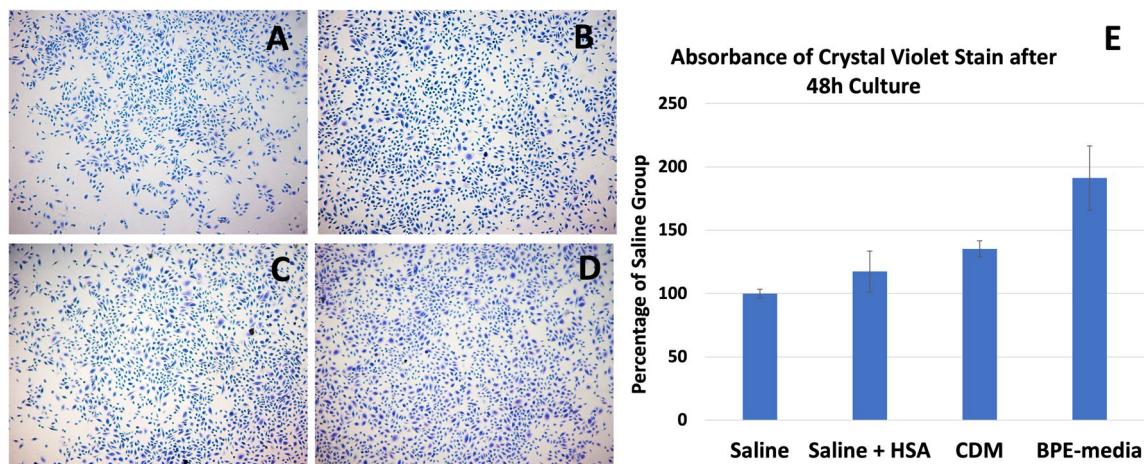 A
B
C
D
E
Absorbance of Crystal Violet Stain after
48h Culture
Percentage of Saline Group
250
200
150
100
50
0
Saline
Saline + HSA
CDM
BPE-media